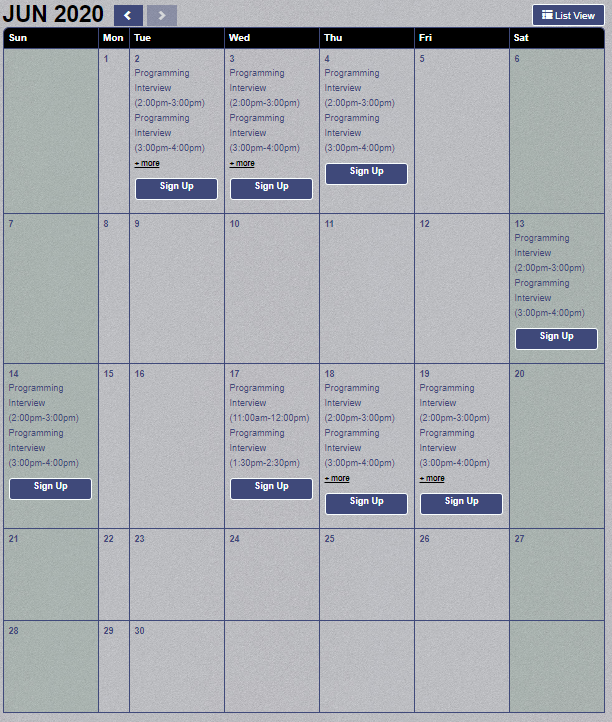 JUN 2020
List View
Sun Mon Tue Wed Thu Fri Sat
1 2 3 4 5 6
Programming Programming Programming
Interview Interview Interview
(2:00pm-3:00pm) (2:00pm-3:00pm) (2:00pm-3:00pm)
Programming Programming Programming
Interview Interview Interview
(3:00pm-4:00pm) (3:00pm-4:00pm) (3:00pm-4:00pm)
+ more + more
Sign Up Sign Up Sign Up
7 8 9 10 11 12 13
Programming
Interview
(2:00pm-3:00pm)
Programming
Interview
(3:00pm-4:00pm)
Sign Up
14 15 16 17 18 19 20
Programming Programming Programming Programming
Interview Interview Interview Interview
(2:00pm-3:00pm) (11:00am-12:00pm) (2:00pm-3:00pm) (2:00pm-3:00pm)
Programming Programming Programming Programming
Interview Interview Interview Interview
(3:00pm-4:00pm) (1:30pm-2:30pm) (3:00pm-4:00pm) (3:00pm-4:00pm)
+ more + more
Sign Up Sign Up Sign Up Sign Up
21 22 23 24 25 26 27
28 29 30